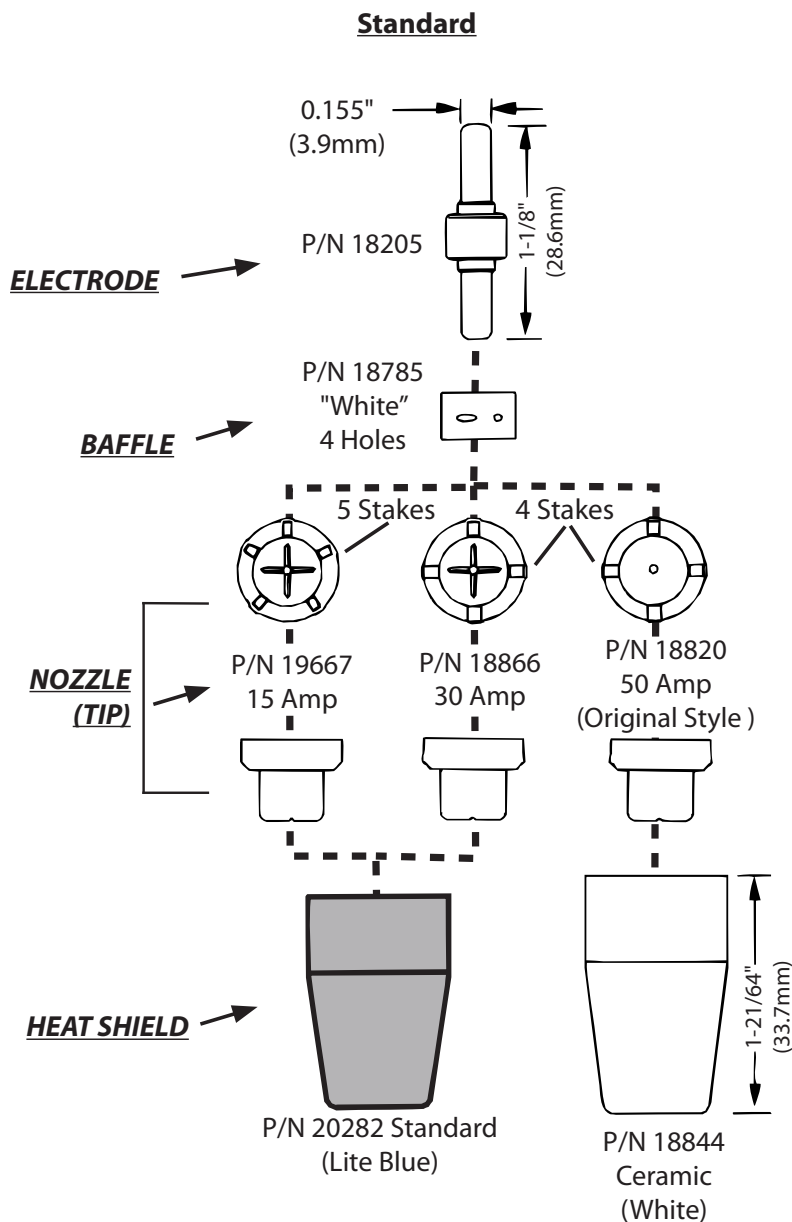 Standard
0.155"
(3.9mm)
1-1/8"
(28.6mm)
P/N 18205
ELECTRODE
P/N 18785
"White”
4 Holes
BAFFLE
5 Stakes
4 Stakes
NOZZLE
(TIP)
P/N 19667
15 Amp
P/N 18866
30 Amp
P/N 18820
50 Amp
(Original Style )
HEAT SHIELD
1-21/64"
(33.7mm)
P/N 20282 Standard
(Lite Blue)
P/N 18844
Ceramic
(White)